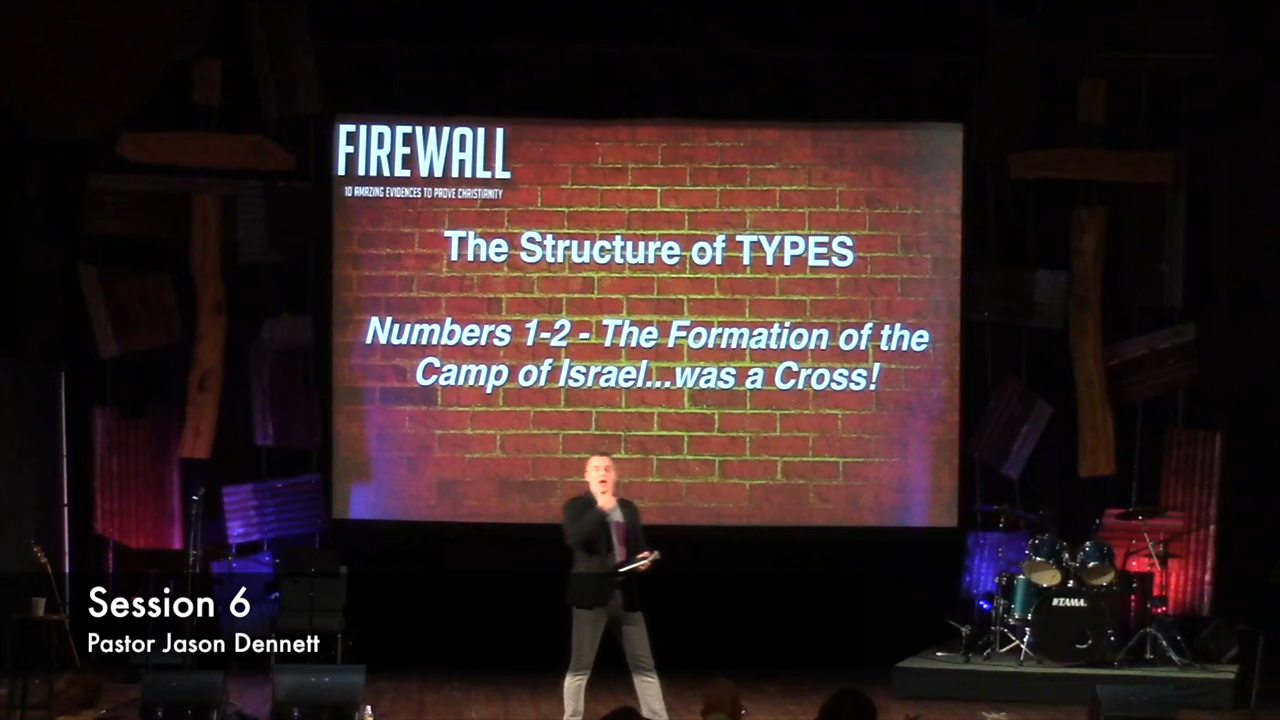 FIREWALL
10 AMAZING EVIDENCES TO PROVE CHRISTIANITY
The Structure of TYPES
Numbers 1-2 - The Formation of the
Camp of Israel...was a Cross!
Session 6
Pastor Jason Dennett
TAMA